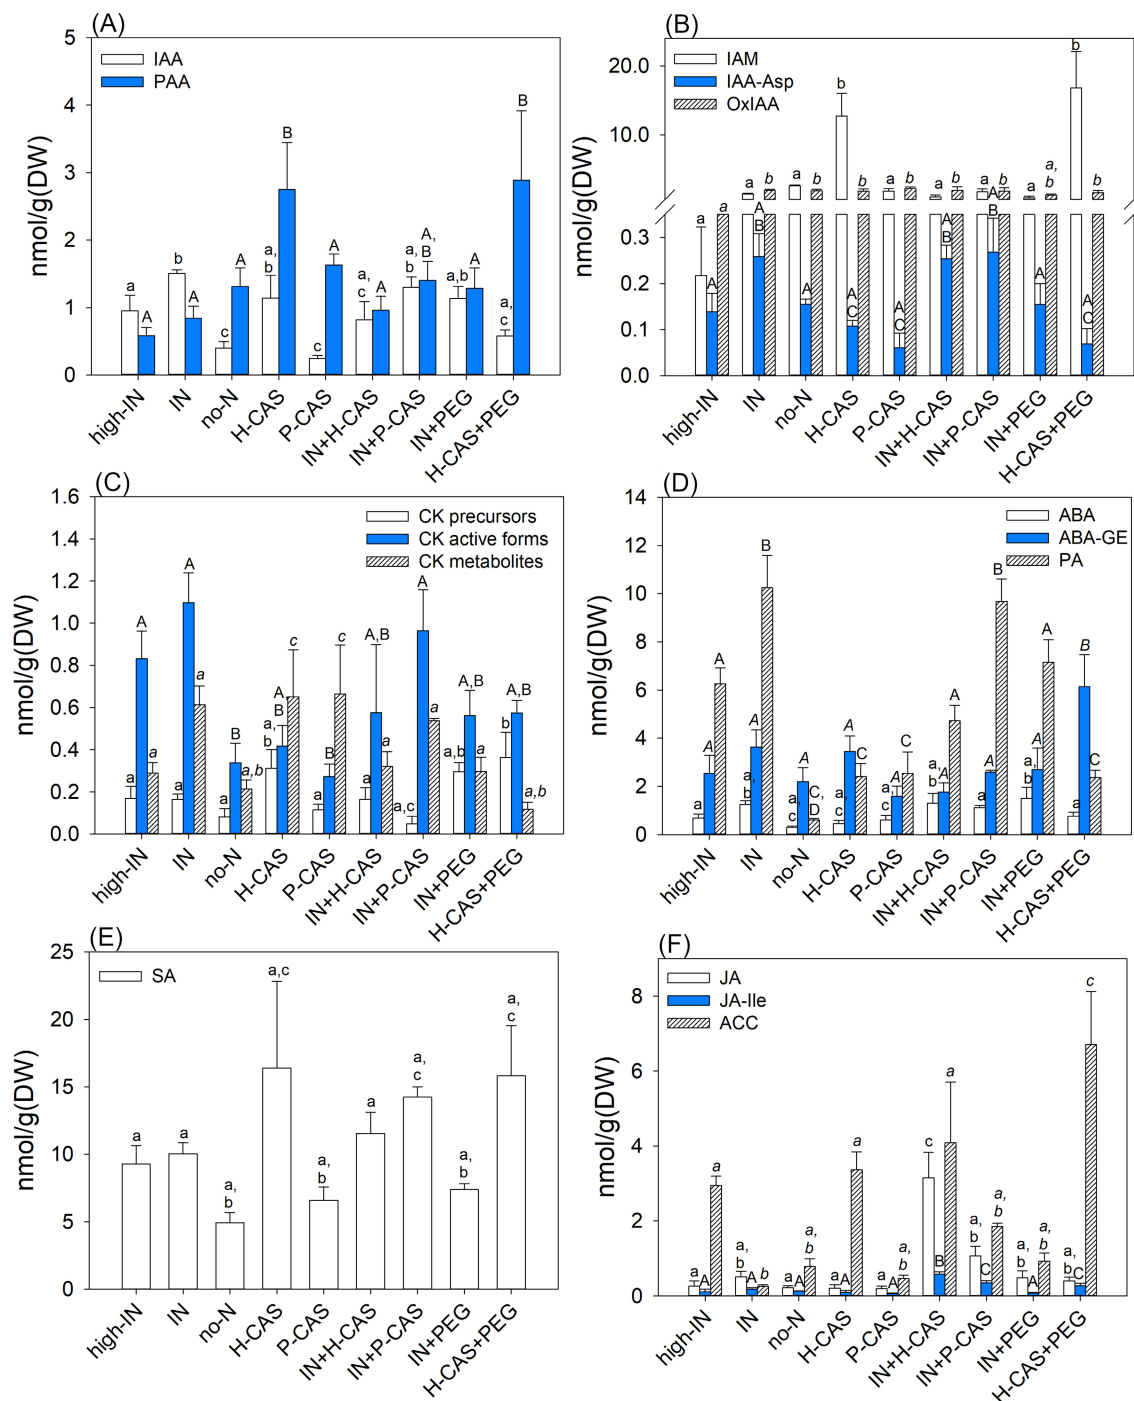 (A)
nmol/g(DW)
5
4
3
2
1
0
IAA
PAA
a
A
b
A
c
A
a,
b
B
c
A
a,
c
A
a,
b
A,
B
a,b
A
a,
c
B
high-IN
IN
no-N
H-CAS
P-CAS
IN+H-CAS
IN+P-CAS
IN+PEG
H-CAS+PEG
(B)
nmol/g(DW)
20.0
10.0
0.3
0.2
0.1
0.0
IAM
IAA-Asp
OxIAA
a
A
a
a
A
B
b
a
A
b
b
A
C
b
a
A
C
b
a
A
B
b
a
A
B
b
a
A
a,
b
b
A
C
b
high-IN
IN
no-N
H-CAS
P-CAS
IN+H-CAS
IN+P-CAS
IN+PEG
H-CAS+PEG
(C)
nmol/g(DW)
1.6
1.4
1.2
1.0
0.8
0.6
0.4
0.2
0.0
CK precursors
CK active forms
CK metabolites
a
A
a
a
A
a
a
B
a,b
a,
b
A,
B
c
a
B
c
a
A,B
a
a,c
A
a
a,b
A,B
a
b
A,B
a,b
high-IN
IN
no-N
H-CAS
P-CAS
IN+H-CAS
IN+P-CAS
IN+PEG
H-CAS+PEG
(D)
nmol/g(DW)
14
12
10
8
6
4
2
0
ABA
ABA-GE
PA
a
A
A
a,
b
A
B
a,
c
A
C,
D
a,
c
A
C
a,
c
A
C
a,
b
A
A
a
A
B
a,
b
A
A
a
B
C
high-IN
IN
no-N
H-CAS
P-CAS
IN+H-CAS
IN+P-CAS
IN+PEG
H-CAS+PEG
(E)
nmol/g(DW)
25
20
15
10
5
0
SA
a
a
a,
b
a,c
a,
b
a
a,
c
a,
b
a,
c
high-IN
IN
no-N
H-CAS
P-CAS
IN+H-CAS
IN+P-CAS
IN+PEG
H-CAS+PEG
(F)
nmol/g(DW)
8
6
4
2
0
JA
JA-Ile
ACC
a
A
a
a,
b
A
b
a
A
a,
b
a
A
a
a
A
a,
b
c
B
a
a,
b
C
a,
b
a,
b
A
a,
b
a,
b
C
c
high-IN
IN
no-N
H-CAS
P-CAS
IN+H-CAS
IN+P-CAS
IN+PEG
H-CAS+PEG